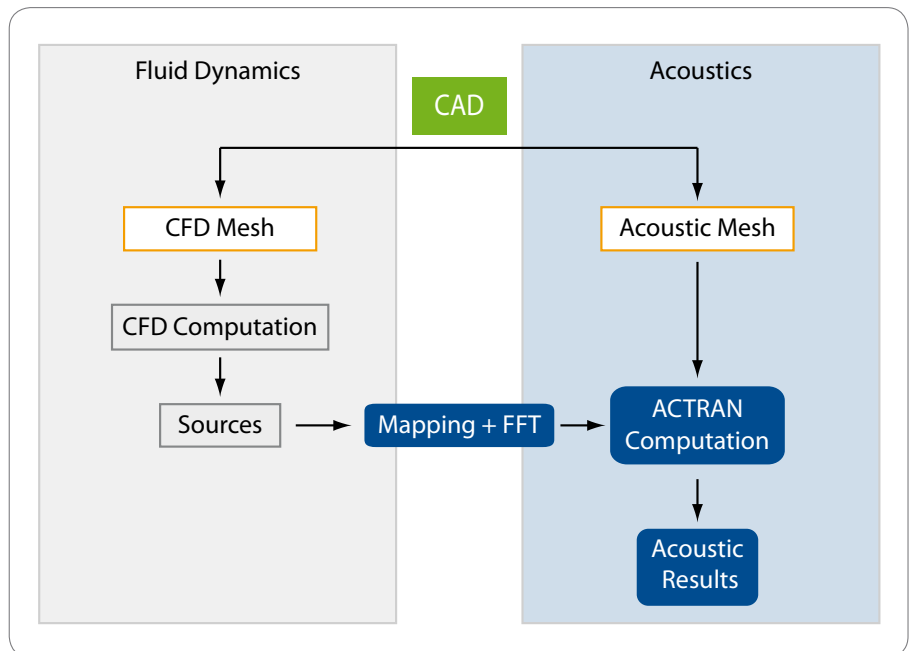 Fluid Dynamics
Acoustics
CAD
CFD Mesh
Acoustic Mesh
CFD Computation
Sources
Mapping + FFT
ACTRAN
Computation
Acoustic
Results